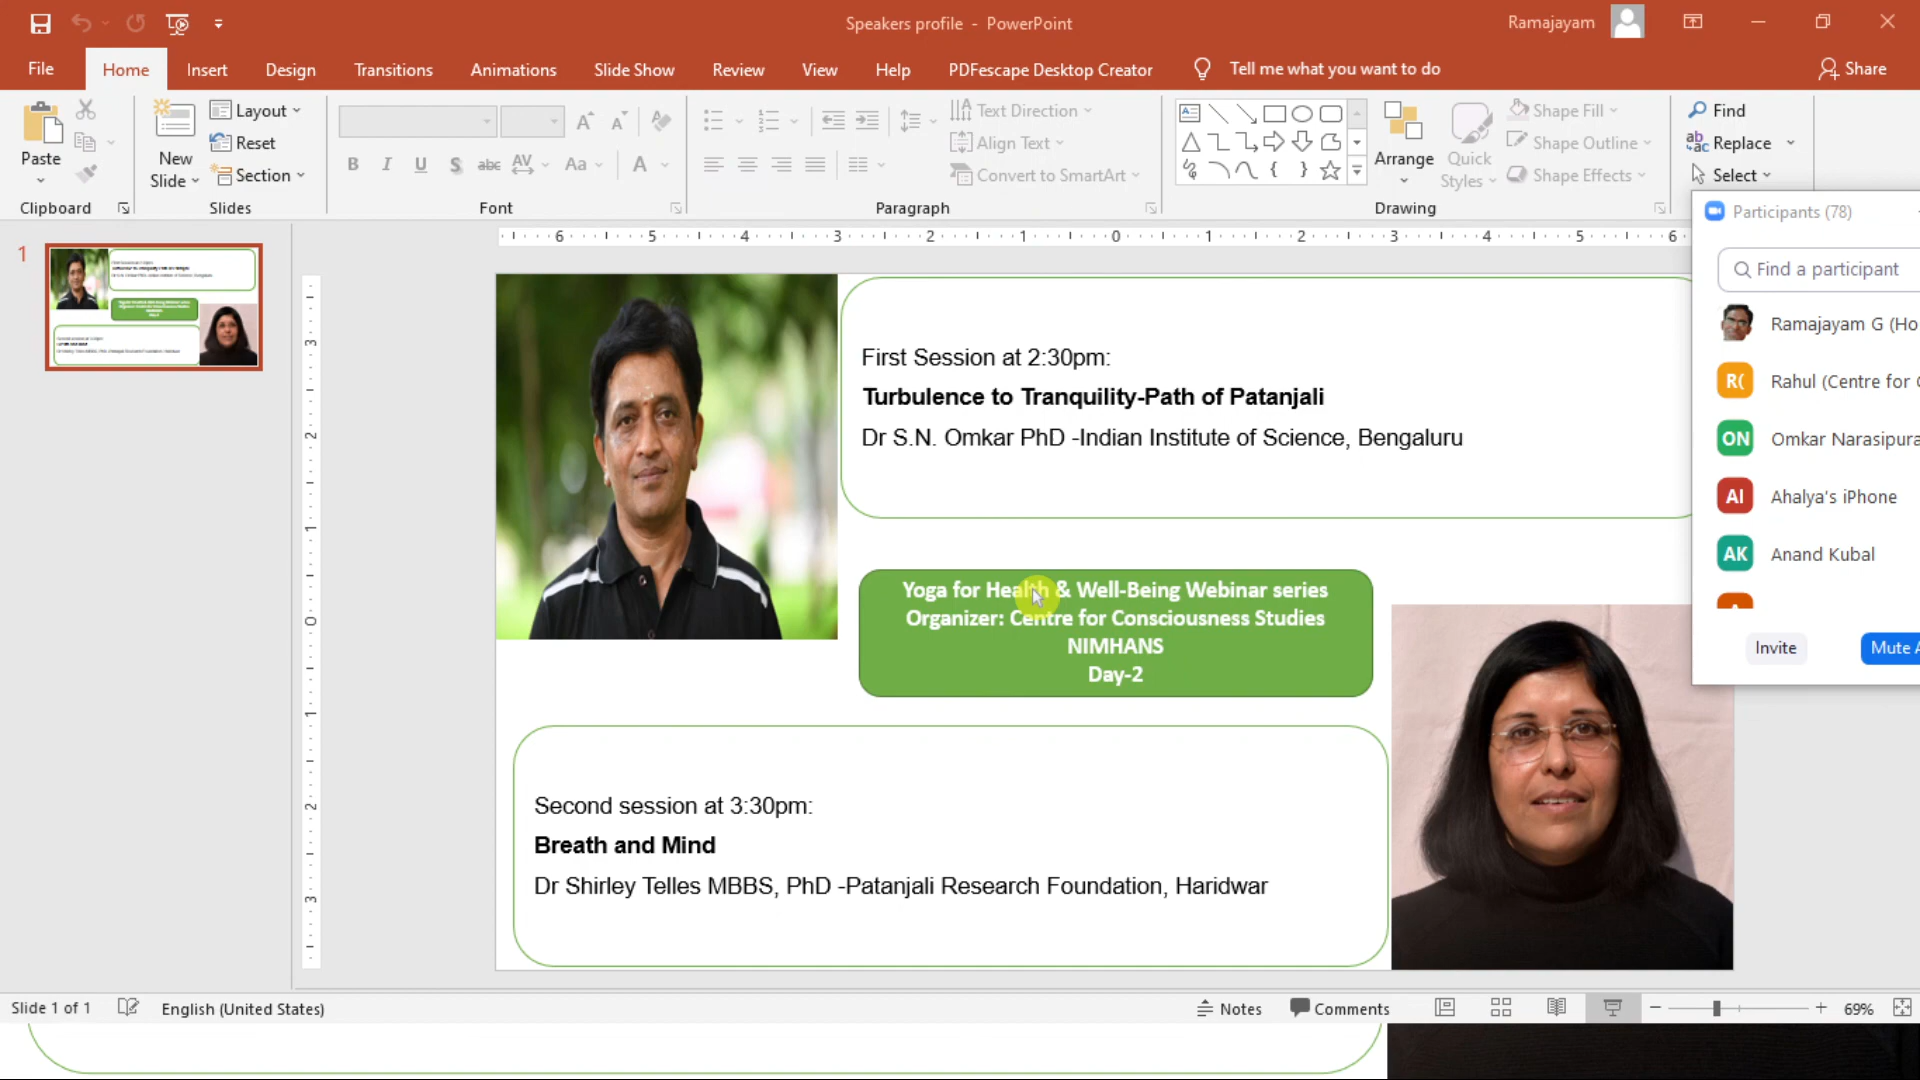 Speakers profile - PowerPoint
Ramajayam
File
Home
Insert
Design
Transitions
Animations
Slide Show
Review
View
Help
PDFescape Desktop Creator
Tell me what you want to do
Share
Paste
New
Slide
Layout
Reset
Section
Text Direction
Align Text
Convert to SmartArt
Arrange
Quick
Styles
Shape Fill
Shape Outline
Shape Effects
Find
Replace
Select
Clipboard
Slides
Font
Paragraph
Drawing
Participants (78)
Find a participant
Ramajayam G (Ho
Rahul (Centre for
ON Omkar Narasipura
AI Ahalya's iPhone
AK Anand Kubal
Invite
Mute A
1
First Session at 2:30pm:
Turbulence to Tranquility-Path of Patanjali
Dr S.N. Omkar PhD -Indian Institute of Science, Bengaluru
Yoga for Health & Well-Being Webinar series
Organizer: Centre for Consciousness Studies
NIMHANS
Day-2
Second session at 3:30pm:
Breath and Mind
Dr Shirley Telles MBBS, PhD -Patanjali Research Foundation, Haridwar
Slide 1 of 1
English (United States)
Notes
Comments
69%